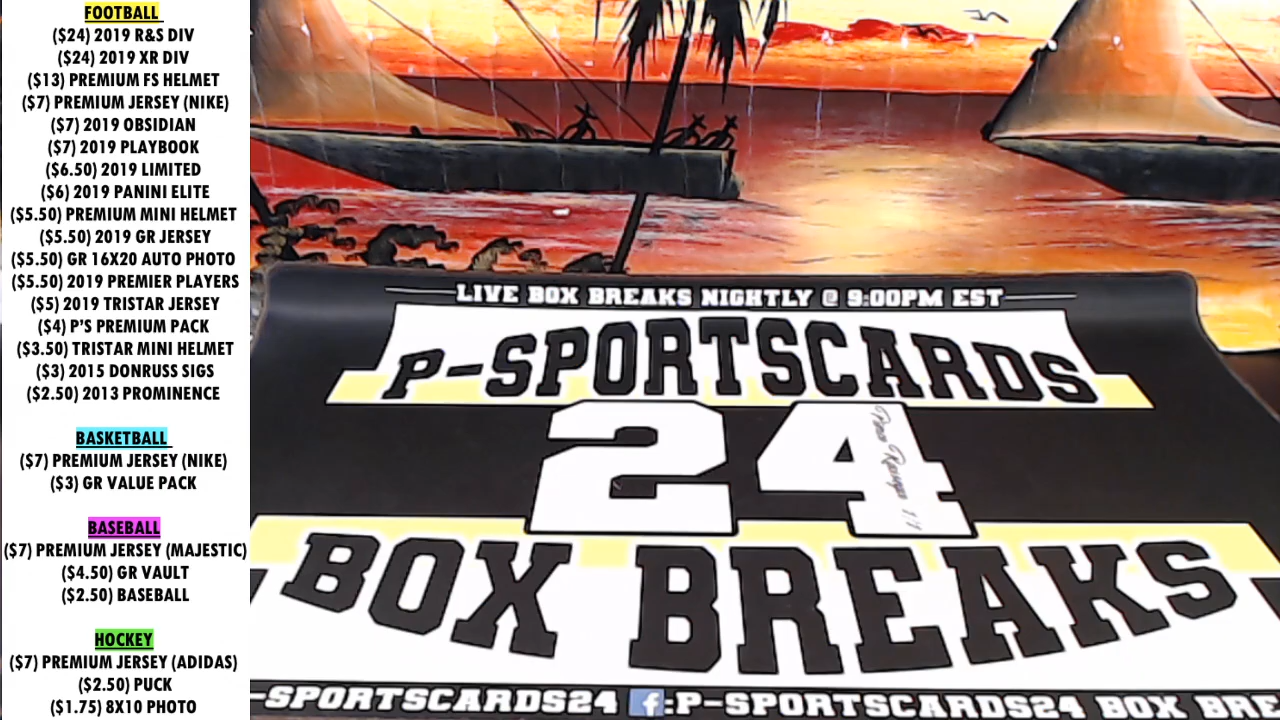 FOOTBALL
($24) 2019 R&S DIV
($24) 2019 XR DIV
($13) PREMIUM FS HELMET
($7) PREMIUM JERSEY (NIKE)
($7) 2019 OBSIDIAN
($7) 2019 PLAYBOOK
($6.50) 2019 LIMITED
($6) 2019 PANINI ELITE
($5.50) PREMIUM MINI HELMET
($5.50) 2019 GR JERSEY
($5.50) GR 16X20 AUTO PHOTO
($5.50) 2019 PREMIER PLAYERS
($5) 2019 TRISTAR JERSEY
($4) P'S PREMIUM PACK
($3.50) TRISTAR MINI HELMET
($3) 2015 DONRUSS SIGS
($2.50) 2013 PROMINENCE
BASKETBALL
($7) PREMIUM JERSEY (NIKE)
($3) GR VALUE PACK
BASEBALL
($7) PREMIUM JERSEY (MAJESTIC)
($4.50) GR VAULT
($2.50) BASEBALL
HOCKEY
($7) PREMIUM JERSEY (ADIDAS)
($2.50) PUCK
($1.75) 8X10 PHOTO
LIVE BOX BREAKS NIGHTLY @ 9:00PM EST
P-SPORTSCARDS
24
BOX BREAKS
-SPORTSCARDS24 f:P-SPORTSCARDS24 BOX BRE